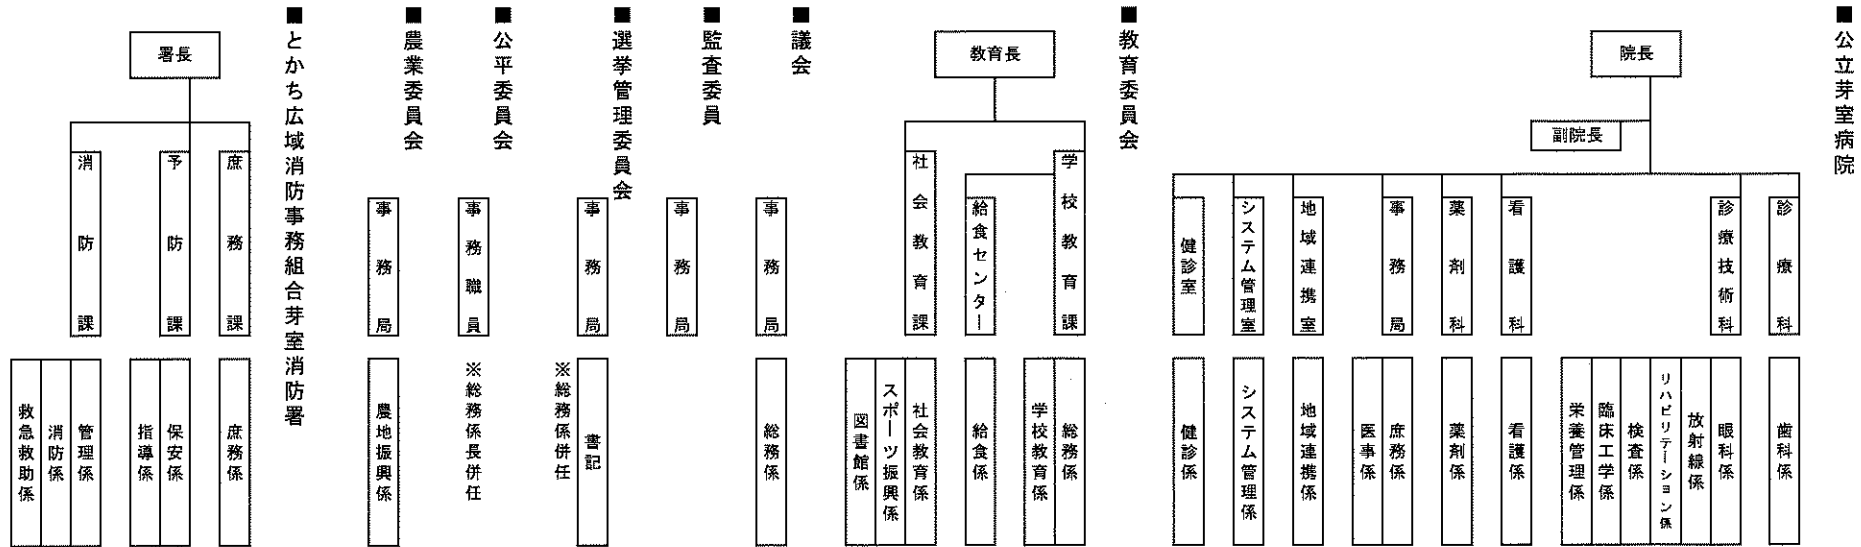 ■公立芽室病院
院長
副院長
診療科
診療技術科
看護科
薬剤科
事務局
地域連携室
システム管理室
健診室
歯科係
眼科係
放射線係
リハビリテーション係
検査係
臨床工学係
栄養管理係
看護係
薬剤係
庶務係
医事係
地域連携係
システム管理係
健診係
■教育委員会
教育長
学校教育課
給食センター
社会教育課
総務係
学校教育係
給食係
社会教育係
スポーツ振興係
図書館係
■議会
事務局
総務係
■監査委員
事務局
■選挙管理委員会
事務局
書記
※総務係併任
■公平委員会
事務職員
※総務係長併任
■農業委員会
事務局
農地振興係
■とかち広域消防事務組合芽室消防署
署長
庶務課
予防課
消防課
庶務係
保安係
指導係
管理係
消防係
救急救助係